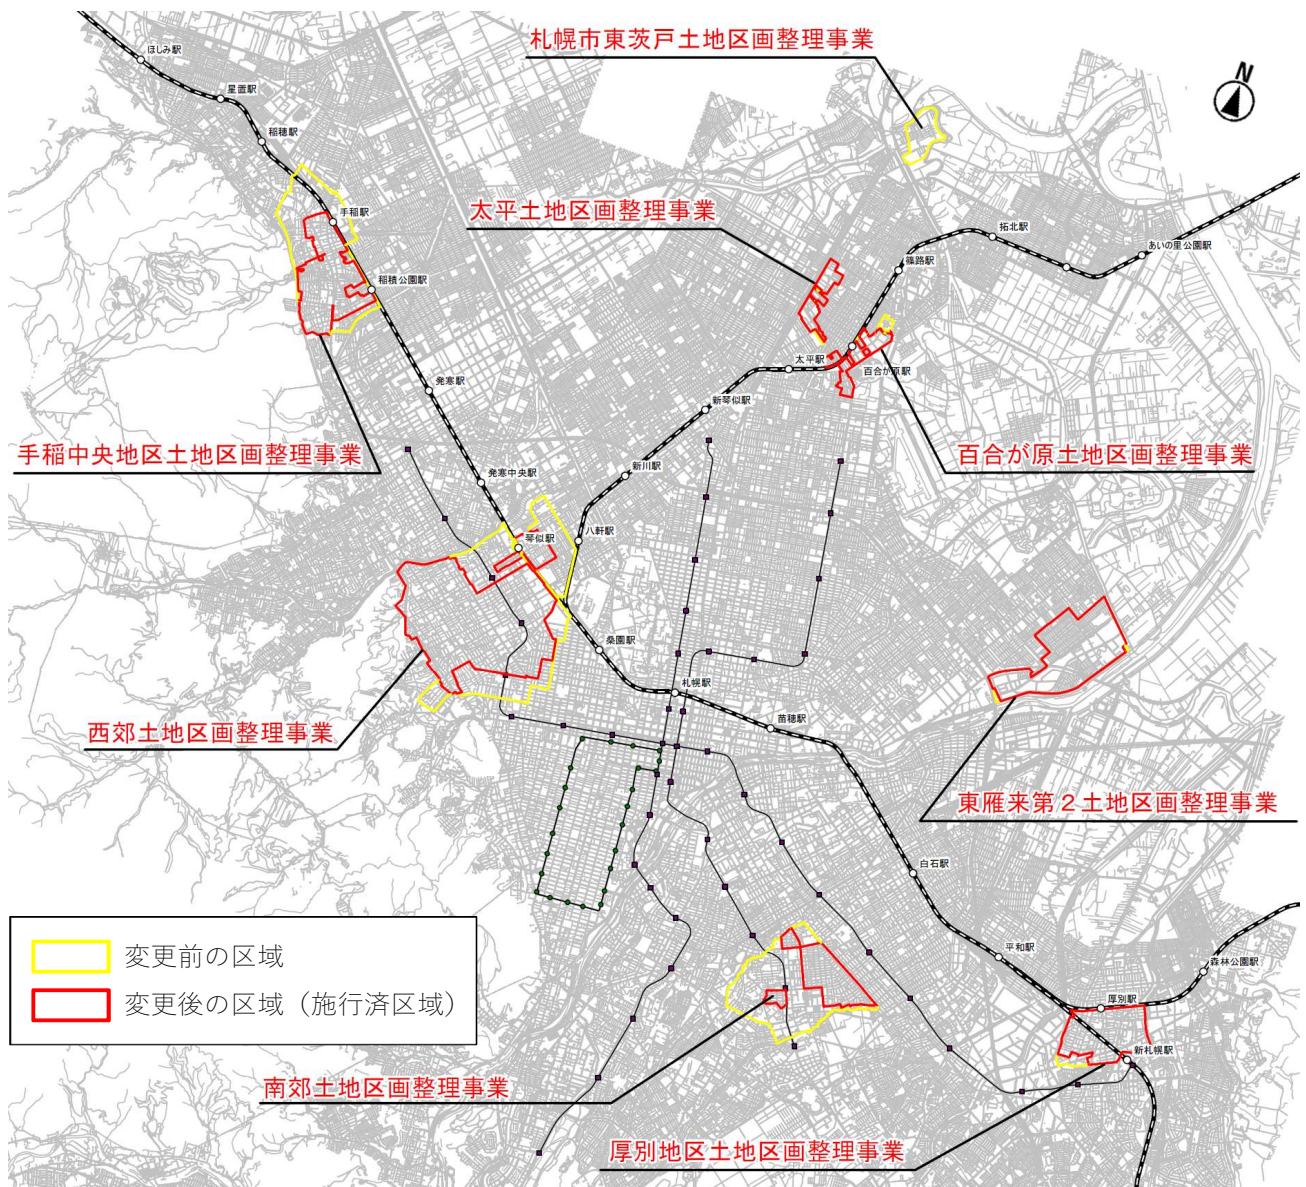 札幌市東茨戸土地区画整理事業
N
ほしみ駅
星置駅
稲穂駅
手稲駅
太平土地区画整理事業
拓北駅
あいの里公園駅
篠路駅
稲積公園駅
太平駅
百合が原駅
発寒駅
新琴似駅
手稲中央地区土地区画整理事業
百合が原土地区画整理事業
発寒中央駅
新川駅
八軒駅
琴似駅
桑園駅
札幌駅
西郊土地区画整理事業
苗穂駅
東雁来第2土地区画整理事業
白石駅
変更前の区域
変更後の区域（施行済区域）
平和駅
森林公園駅
厚別駅
新札幌駅
南郊土地区画整理事業
厚別地区土地区画整理事業